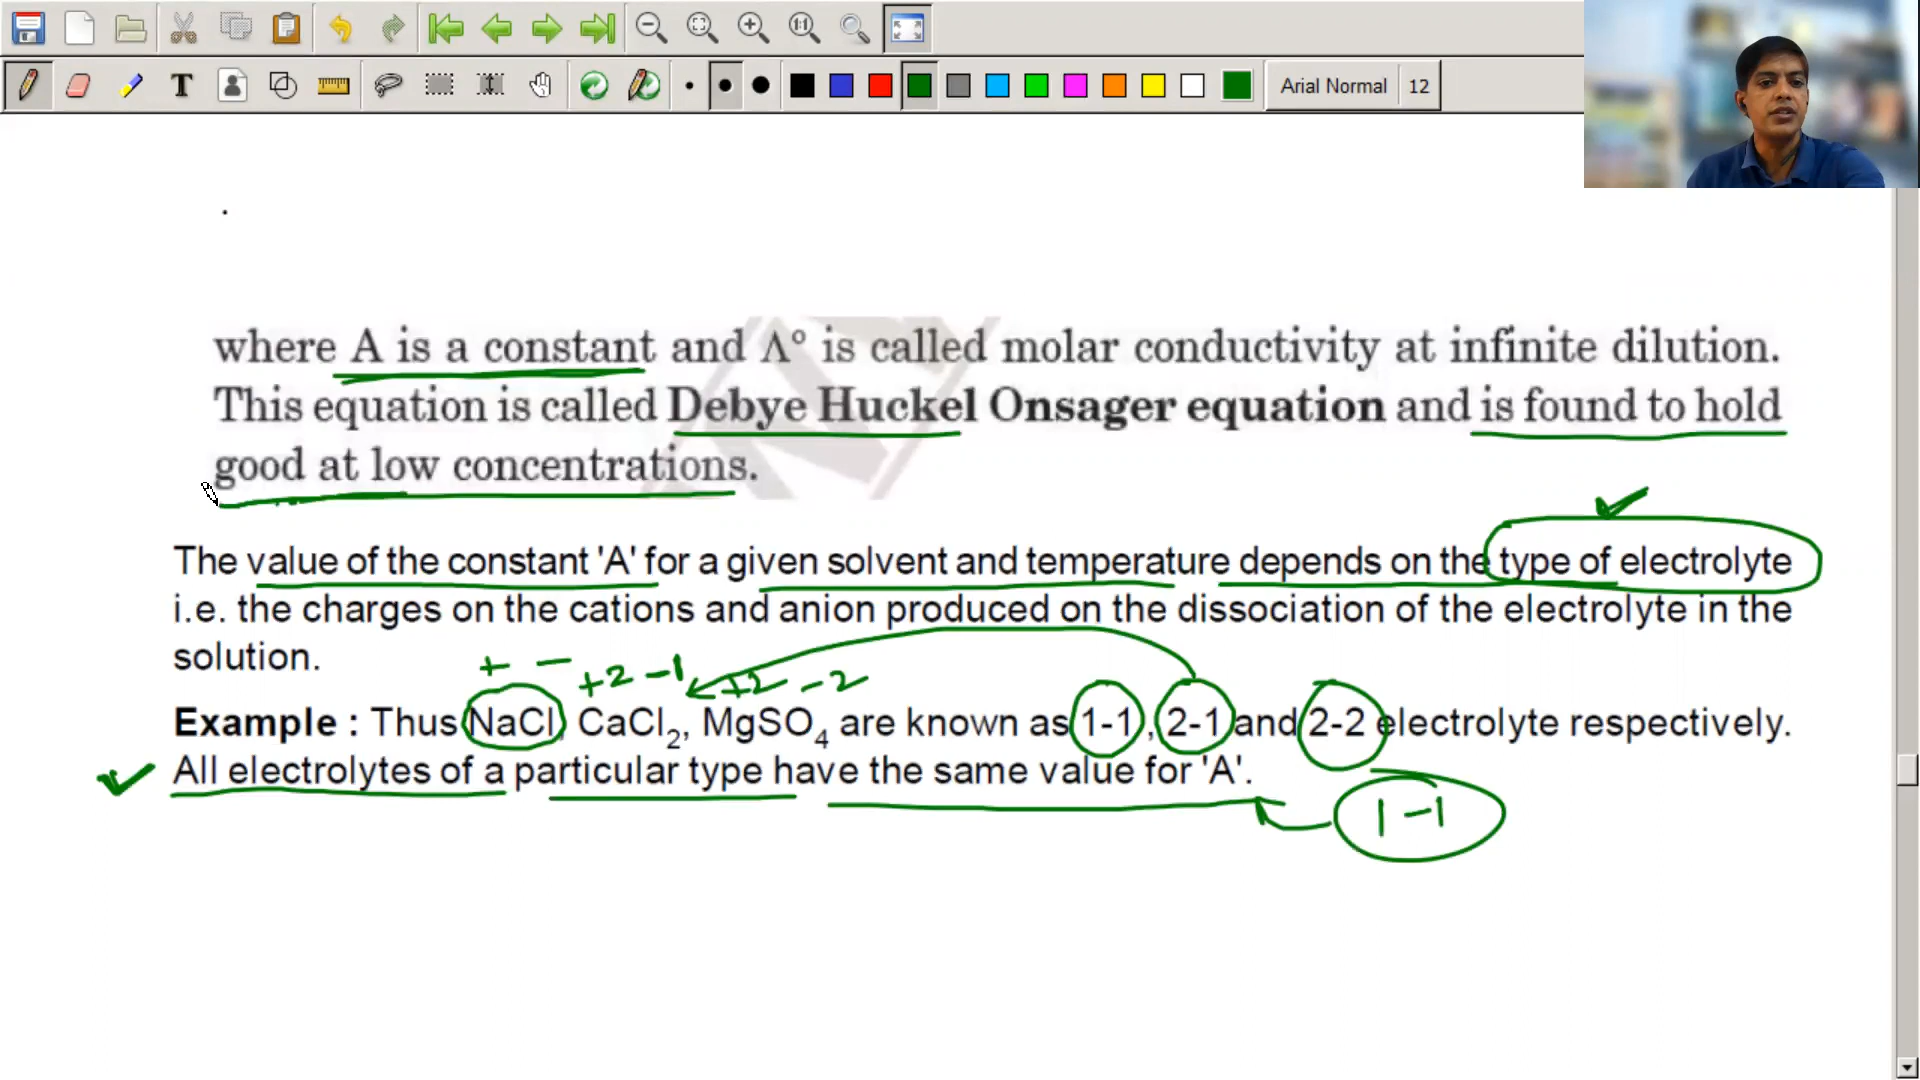 1:1
T
Arial Normal 12
where A is a constant and Λ° is called molar conductivity at infinite dilution.
This equation is called Debye Huckel Onsager equation and is found to hold
good at low concentrations.
The value of the constant 'A' for a given solvent and temperature depends on the type of electrolyte
i.e. the charges on the cations and anion produced on the dissociation of the electrolyte in the
solution.
+ − +2 −1 +2 −2
Example : Thus NaCl, CaCl₂, MgSO₄ are known as 1-1 , 2-1 and 2-2 electrolyte respectively.
All electrolytes of a particular type have the same value for 'A'.
1-1